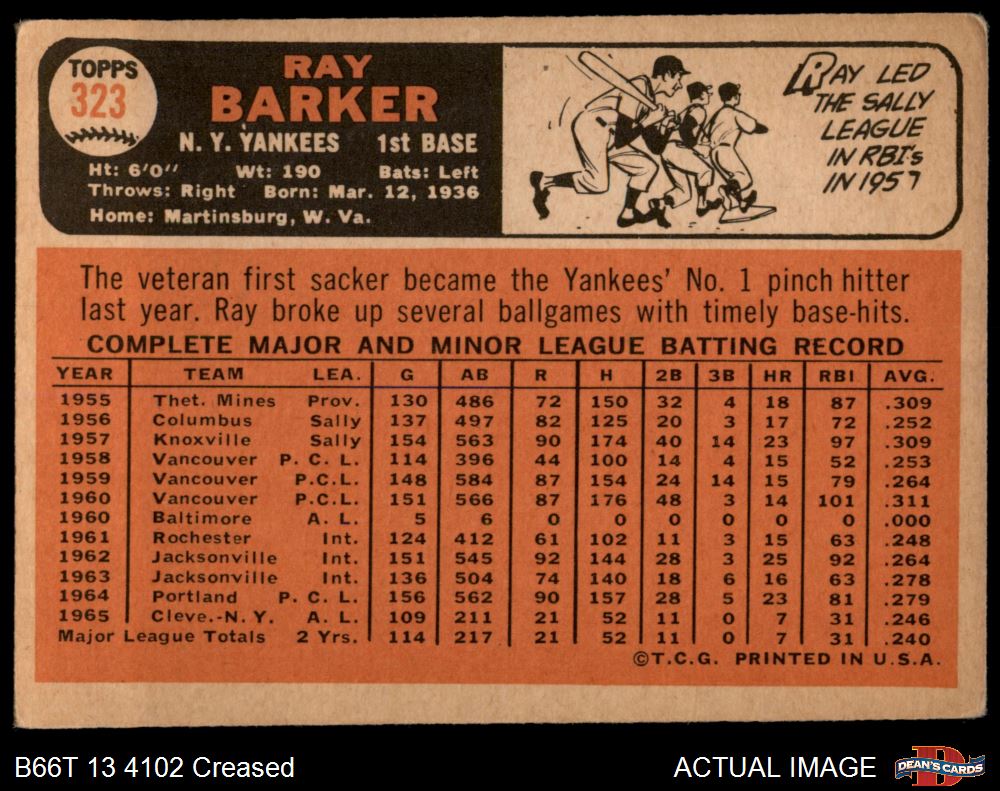 TOPPS
323
RAY
BARKER
N. Y. YANKEES 1st BASE
Ht: 6'0" Wt: 190 Bats: Left
Throws: Right Born: Mar. 12, 1936
Home: Martinsburg, W. Va.
RAY LED
THE SALLY
LEAGUE
IN RBI's
IN 1957
The veteran first sacker became the Yankees' No. 1 pinch hitter
last year. Ray broke up several ballgames with timely base-hits.
COMPLETE MAJOR AND MINOR LEAGUE BATTING RECORD
YEAR TEAM LEA. G AB R H 2B 3B HR RBI AVG.
1955 Thet. Mines Prov. 130 486 72 150 32 4 18 87 .309
1956 Columbus Sally 137 497 82 125 20 3 17 72 .252
1957 Knoxville Sally 154 563 90 174 40 14 23 97 .309
1958 Vancouver P. C. L. 114 396 44 100 14 4 15 52 .253
1959 Vancouver P.C.L. 148 584 87 154 24 14 15 79 .264
1960 Vancouver P.C.L. 151 566 87 176 48 3 14 101 .311
1960 Baltimore A. L. 5 6 0 0 0 0 0 0 .000
1961 Rochester Int. 124 412 61 102 11 3 15 63 .248
1962 Jacksonville Int. 151 545 92 144 28 3 25 92 .264
1963 Jacksonville Int. 136 504 74 140 18 6 16 63 .278
1964 Portland P. C. L. 156 562 90 157 28 5 23 81 .279
1965 Cleve.-N. Y. A. L. 109 211 21 52 11 0 7 31 .246
Major League Totals 2 Yrs. 114 217 21 52 11 0 7 31 .240
©T.C.G. PRINTED IN U.S.A.
B66T 13 4102 Creased
ACTUAL IMAGE
D
DEAN'S CARDS